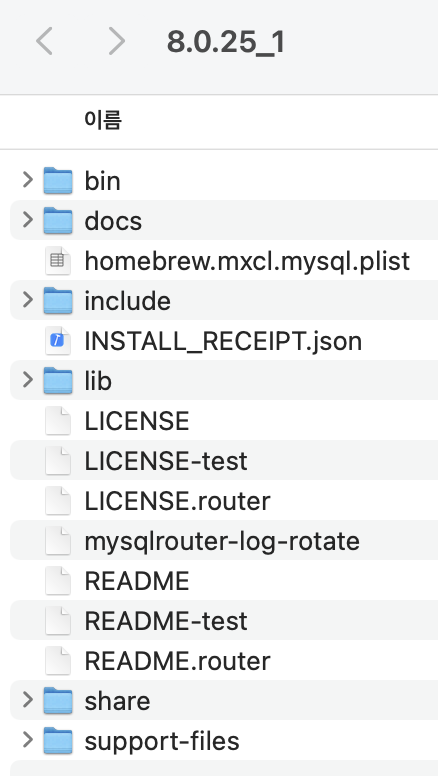 8.0.25_1
이름
bin
docs
homebrew.mxcl.mysql.plist
include
INSTALL_RECEIPT.json
lib
LICENSE
LICENSE-test
LICENSE.router
mysqlrouter-log-rotate
README
README-test
README.router
share
support-files